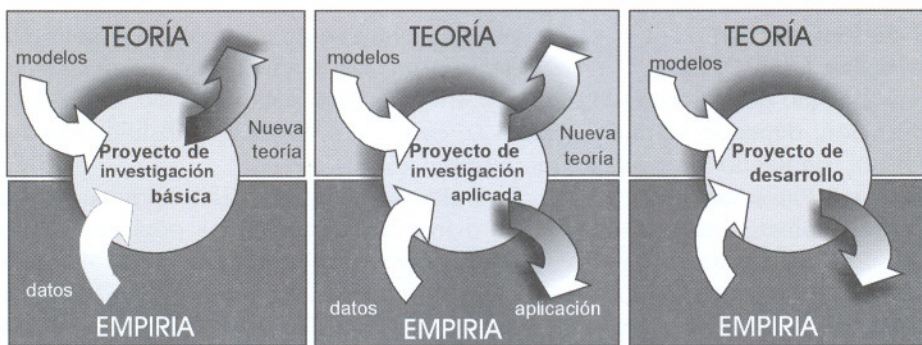 TEORÍA
modelos
Nueva
teoría
Proyecto de
investigación
básica
datos
EMPIRIA
TEORÍA
modelos
Nueva
teoría
Proyecto de
investigación
aplicada
datos
aplicación
EMPIRIA
TEORÍA
modelos
Proyecto de
desarrollo
EMPIRIA